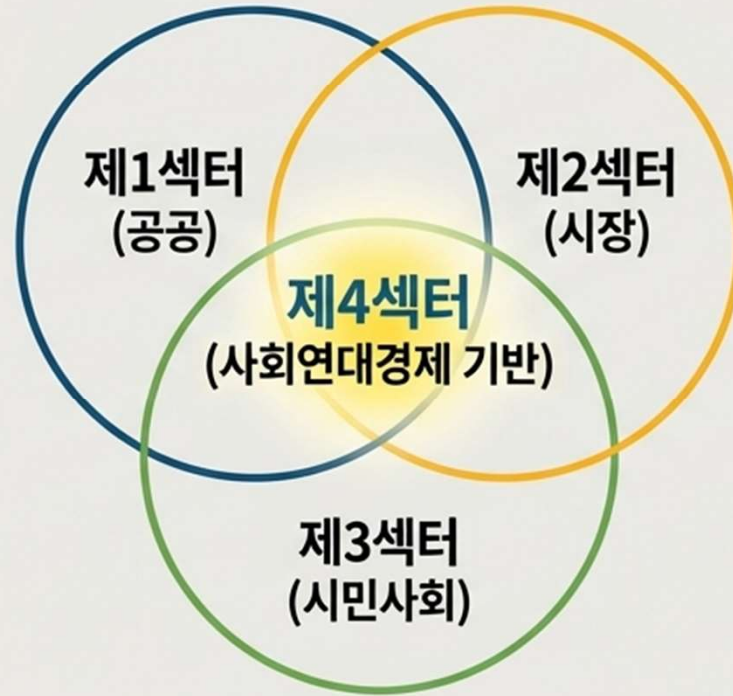 제1섹터
(공공)
제2섹터
(시장)
제4섹터
(사회연대경제 기반)
제3섹터
(시민사회)